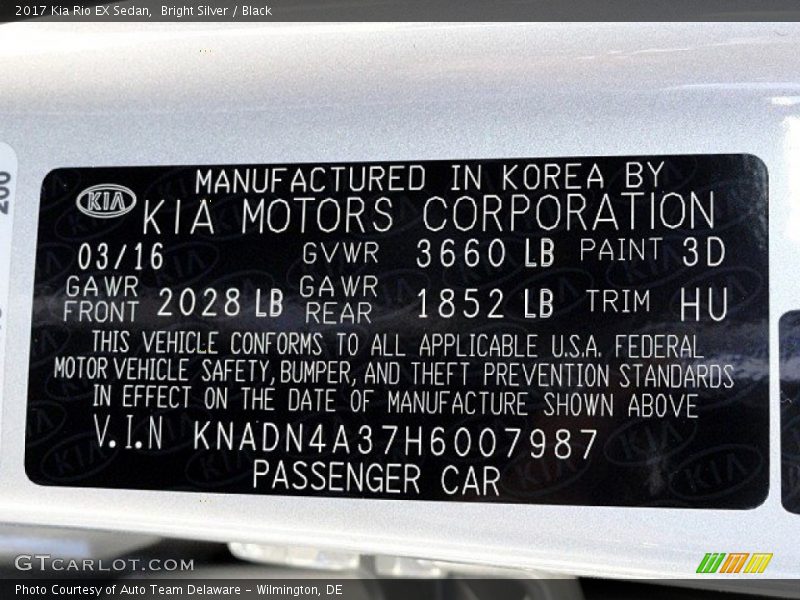 2017 Kia Rio EX Sedan,  Bright Silver / Black
200
MANUFACTURED IN KOREA BY
KIA KIA MOTORS CORPORATION
03/16 GVWR 3660 LB PAINT 3D
GAWR FRONT 2028 LB GAWR REAR 1852 LB TRIM HU
THIS VEHICLE CONFORMS TO ALL APPLICABLE U.S.A. FEDERAL
MOTOR VEHICLE SAFETY, BUMPER, AND THEFT PREVENTION STANDARDS
IN EFFECT ON THE DATE OF MANUFACTURE SHOWN ABOVE
V.I.N KNADN4A37H6007987
PASSENGER CAR
GTCARLOT.COM
Photo Courtesy of Auto Team Delaware - Wilmington, DE